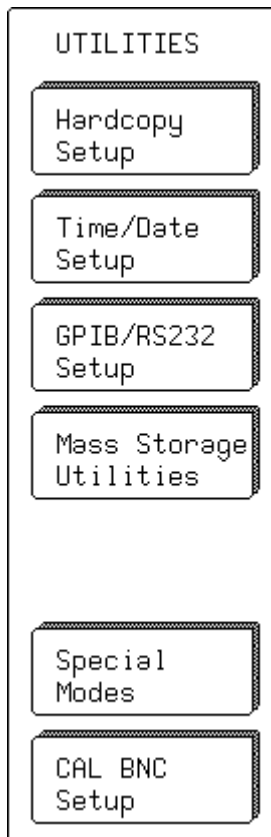 UTILITIES
Hardcopy
Setup
Time/Date
Setup
GPIB/RS232
Setup
Mass Storage
Utilities
Special
Modes
CAL BNC
Setup